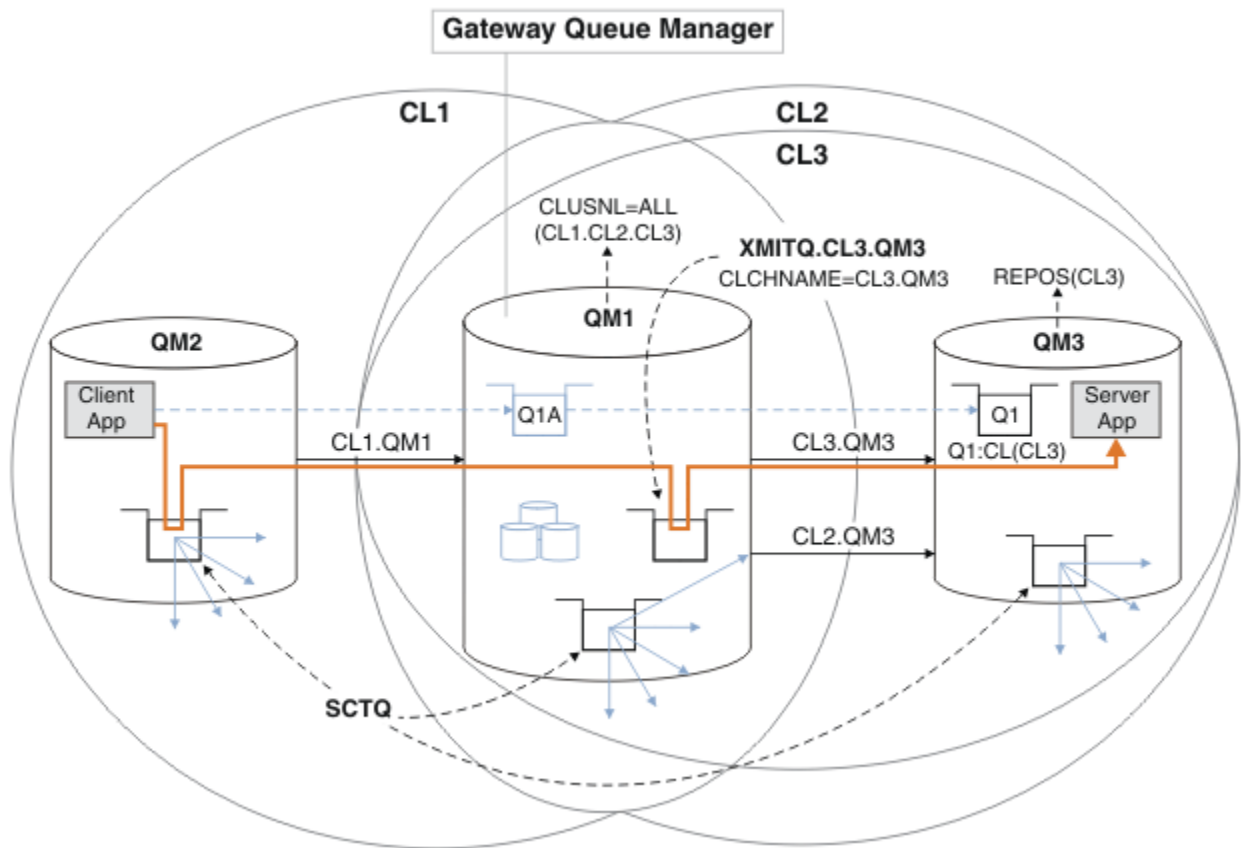 Gateway Queue Manager
CL1
CL2
CL3
CLUSNL=ALL
(CL1.CL2.CL3)
XMITQ.CL3.QM3
CLCHNAME=CL3.QM3
REPOS(CL3)
QM2
QM1
QM3
Client
App
Q1A
Q1
Server
App
CL1.QM1
CL3.QM3
Q1:CL(CL3)
CL2.QM3
SCTQ